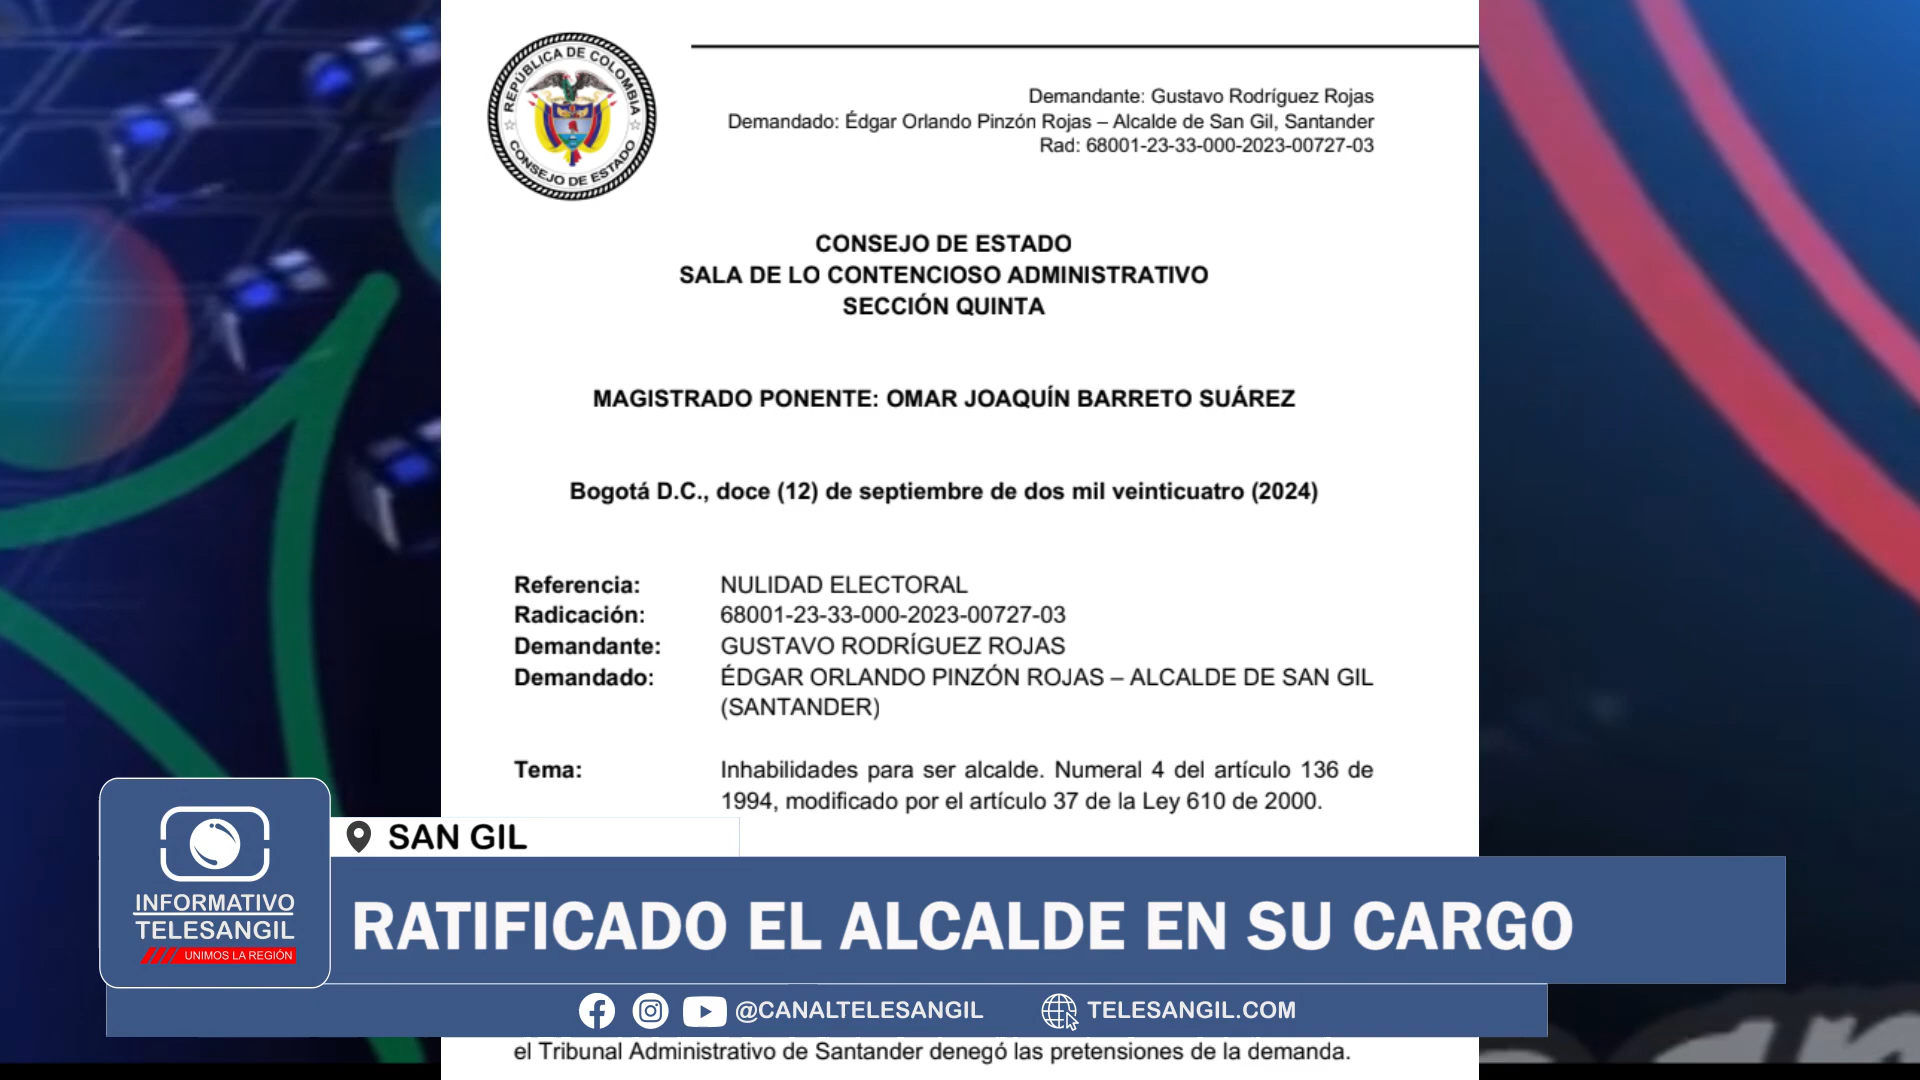 REPÚBLICA DE COLOMBIA
CONSEJO DE ESTADO
Demandante: Gustavo Rodríguez Rojas
Demandado: Édgar Orlando Pinzón Rojas – Alcalde de San Gil, Santander
Rad: 68001-23-33-000-2023-00727-03
CONSEJO DE ESTADO
SALA DE LO CONTENCIOSO ADMINISTRATIVO
SECCIÓN QUINTA
MAGISTRADO PONENTE: OMAR JOAQUÍN BARRETO SUÁREZ
Bogotá D.C., doce (12) de septiembre de dos mil veinticuatro (2024)
Referencia: NULIDAD ELECTORAL
Radicación: 68001-23-33-000-2023-00727-03
Demandante: GUSTAVO RODRÍGUEZ ROJAS
Demandado: ÉDGAR ORLANDO PINZÓN ROJAS – ALCALDE DE SAN GIL
(SANTANDER)
Tema: Inhabilidades para ser alcalde. Numeral 4 del artículo 136 de
1994, modificado por el artículo 37 de la Ley 610 de 2000.
SAN GIL
INFORMATIVO
TELESANGIL
UNIMOS LA REGIÓN
RATIFICADO EL ALCALDE EN SU CARGO
@CANALTELESANGIL TELESANGIL.COM
el Tribunal Administrativo de Santander denegó las pretensiones de la demanda.